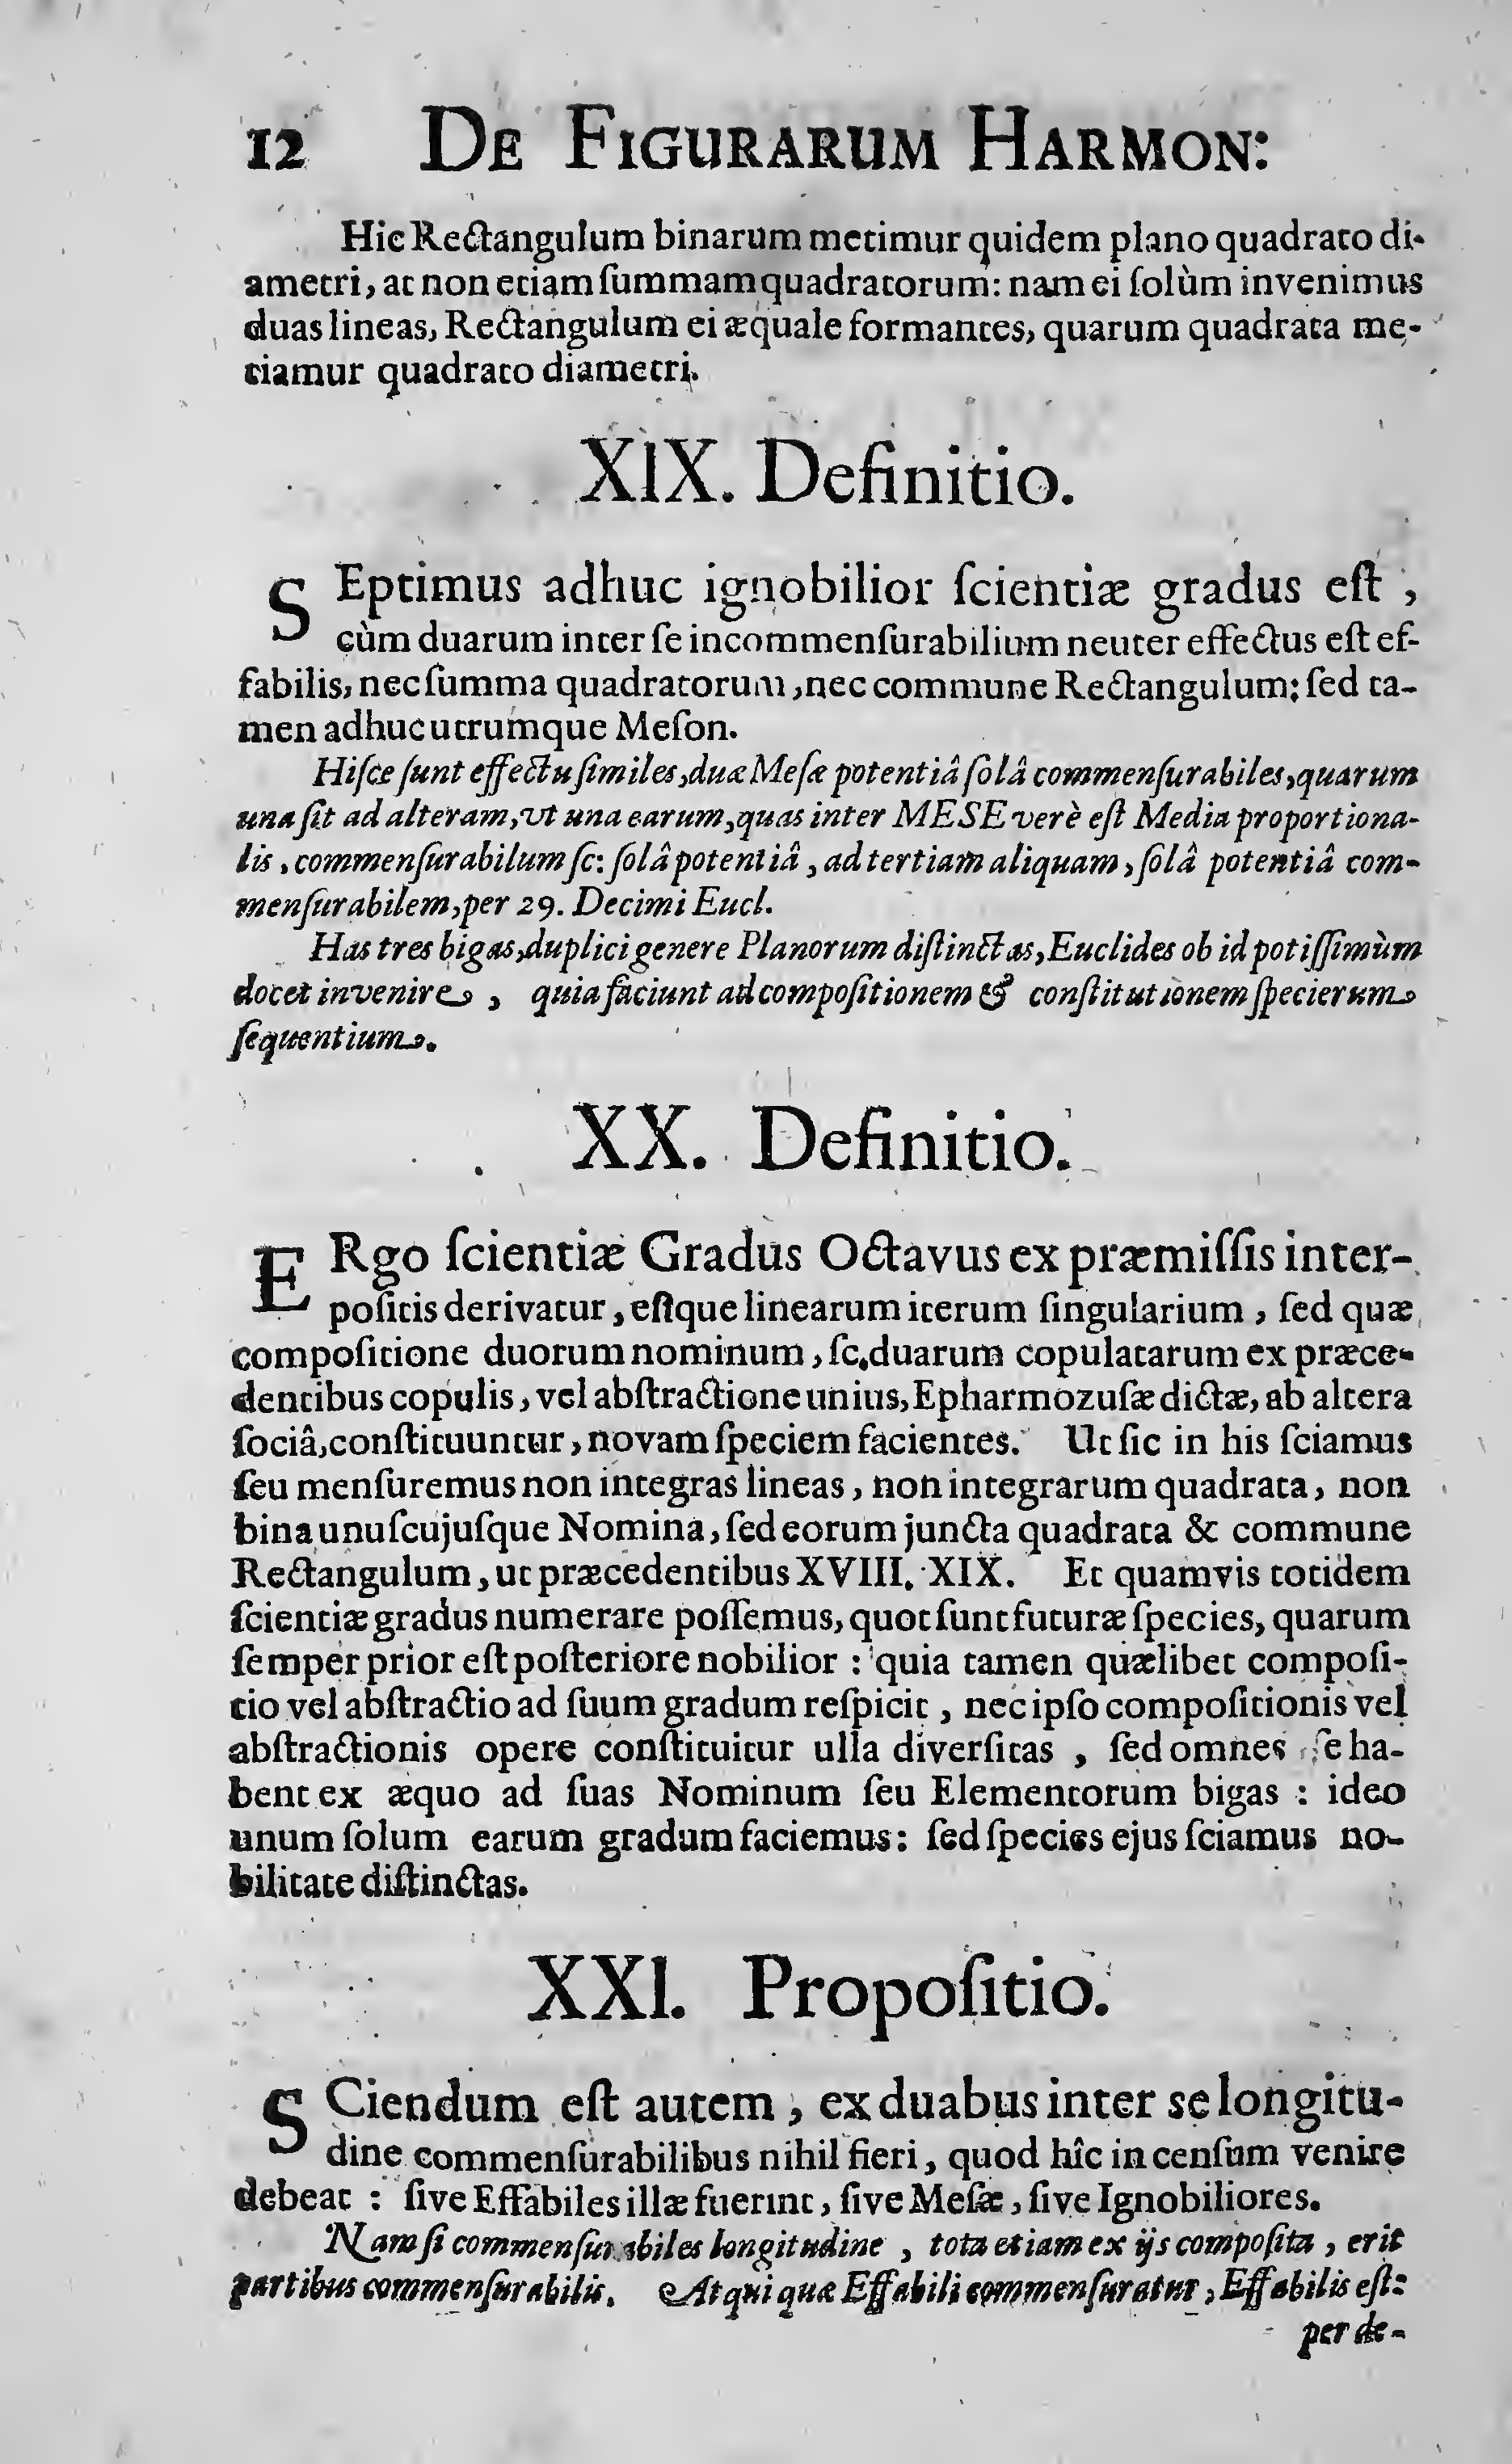 12 DE FIGURARUM HARMON:
Hic Rectangulum binarum metimur quidem plano quadrato di-
ametri, at non etiam ſummam quadratorum: nam ei ſolùm invenimus
duas lineas, Rectangulum ei æquale formantes, quarum quadrata me-
tiamur quadrato diametri.
XIX. Definitio.
SEptimus adhuc ignobilior ſcientiæ gradus eſt,
cùm duarum inter ſe incommenſurabilium neuter effectus eſt ef-
fabilis, nec ſumma quadratorum, nec commune Rectangulum; ſed ta-
men adhuc utrumque Meſon.
Hiſce ſunt effectu ſimiles, duæ Meſæ potentiâ ſolâ commenſurabiles, quarum
una ſit ad alteram, ut una earum, quas inter MESE verè eſt Media proportiona-
lis, commenſurabilum ſc: ſolâ potentiâ, ad tertiam aliquam, ſolâ potentiâ com-
menſurabilem, per 29. Decimi Eucl.
Has tres bigas, duplici genere Planorum diſtinctas, Euclides ob id potiſſimùm
docet invenire, quia faciunt ad compoſitionem & conſtitutionem ſpecierum
ſequentium.
XX. Definitio.
ERgo ſcientiæ Gradus Octavus ex præmiſſis inter-
poſitis derivatur, eſtque linearum iterum ſingularium, ſed quæ
compoſitione duorum nominum, ſc. duarum copulatarum ex præce-
dentibus copulis, vel abſtractione unius, Epharmozuſæ dictæ, ab altera
ſociâ, conſtituuntur, novam ſpeciem facientes. Ut ſic in his ſciamus
ſeu menſuremus non integras lineas, non integrarum quadrata, non
bina unuſcujuſque Nomina, ſed eorum juncta quadrata & commune
Rectangulum, ut præcedentibus XVIII. XIX. Et quamvis totidem
ſcientiæ gradus numerare poſſemus, quot ſunt futuræ ſpecies, quarum
ſemper prior eſt poſteriore nobilior : quia tamen quælibet compoſi-
tio vel abſtractio ad ſuum gradum reſpicit, nec ipſo compoſitionis vel
abſtractionis opere conſtituitur ulla diverſitas, ſed omnes ſe ha-
bent ex æquo ad ſuas Nominum ſeu Elementorum bigas : ideo
unum ſolum earum gradum faciemus: ſed ſpecies ejus ſciamus no-
bilitate diſtinctas.
XXI. Propoſitio.
SCiendum eſt autem, ex duabus inter se longitu-
dine commenſurabilibus nihil fieri, quod hîc in cenſum venire
debeat : ſive Effabiles illæ fuerint, ſive Meſæ, ſive Ignobiliores.
Nam ſi commenſurabiles longitudine, tota etiam ex ijs compoſita, erit
partibus commenſurabilis. Atqui quæ Effabili commenſuratur, Effabilis eſt:
per de-